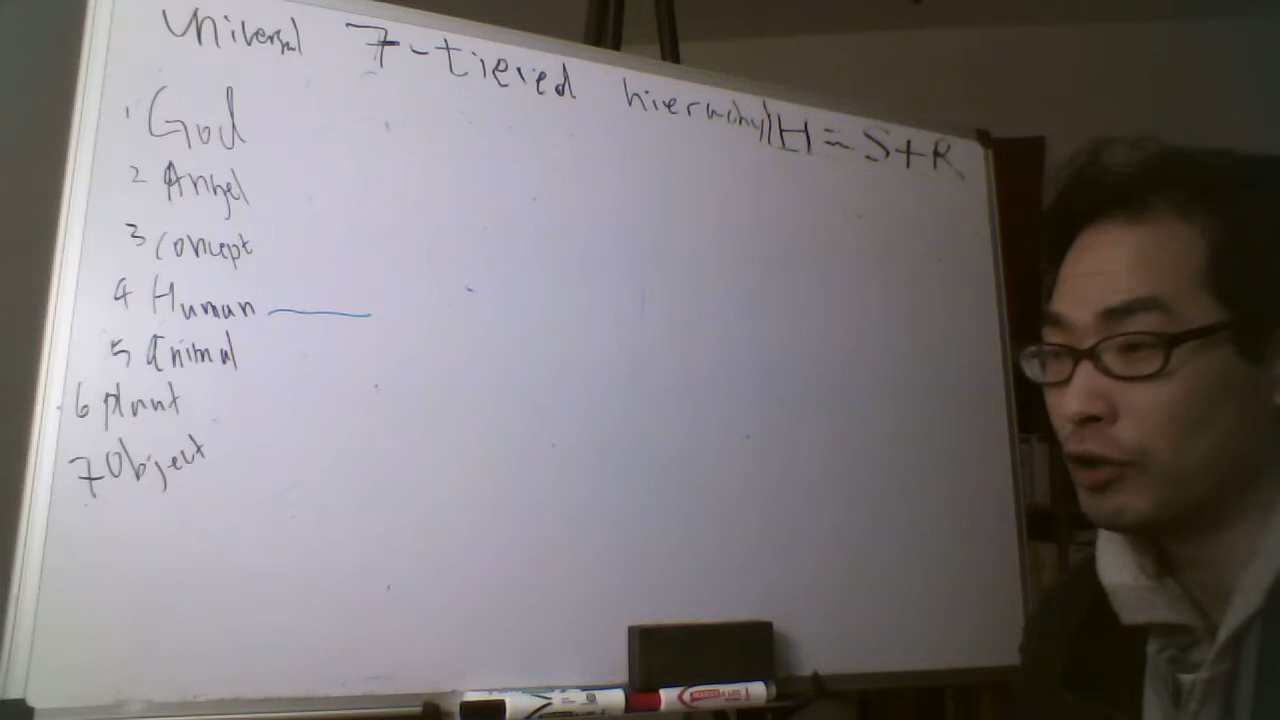 Universal 7-tiered hierarchy H = S+R
1 God
2 Angel
3 Concept
4 Human
5 Animal
6 plant
7 Object